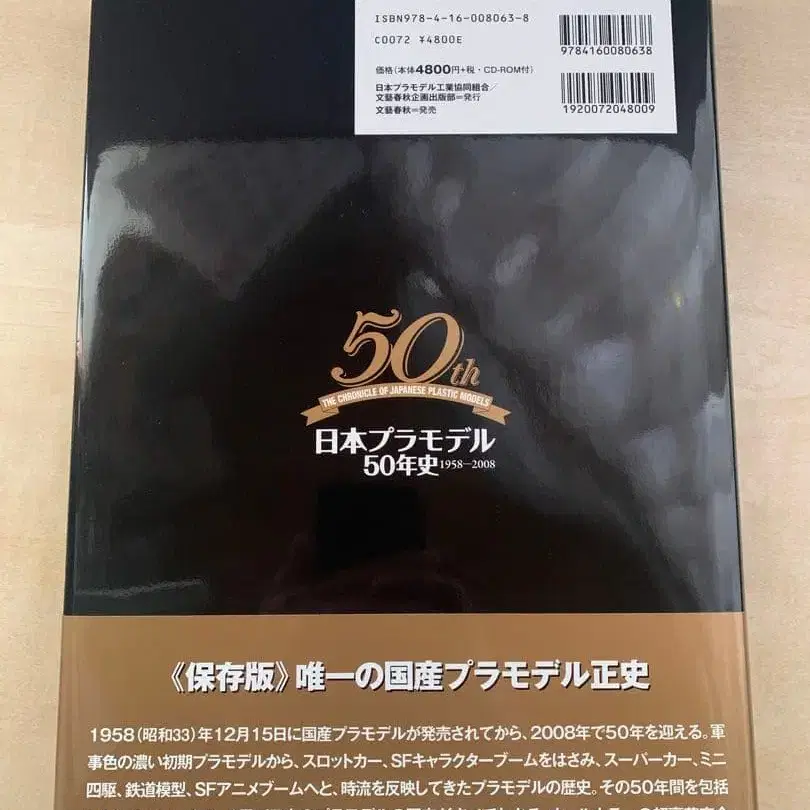 ISBN978-4-16-008063-8
C0072 ¥4800E
価格(本体4800円+税・CD-ROM付)
日本プラモデル工業協同組合/
文藝春秋企画出版部=発行
文藝春秋=発売
9784160080638
1920072048009
50th
THE CHRONICLE OF JAPANESE PLASTIC MODELS
日本プラモデル
50年史1958-2008
《保存版》唯一の国産プラモデル正史
1958(昭和33)年12月15日に国産プラモデルが発売されてから、2008年で50年を迎える。軍
事色の濃い初期プラモデルから、スロットカー、SFキャラクターブームをはさみ、スーパーカー、ミニ
四駆、鉄道模型、SFアニメブームへと、時流を反映してきたプラモデルの歴史。その50年間を包括